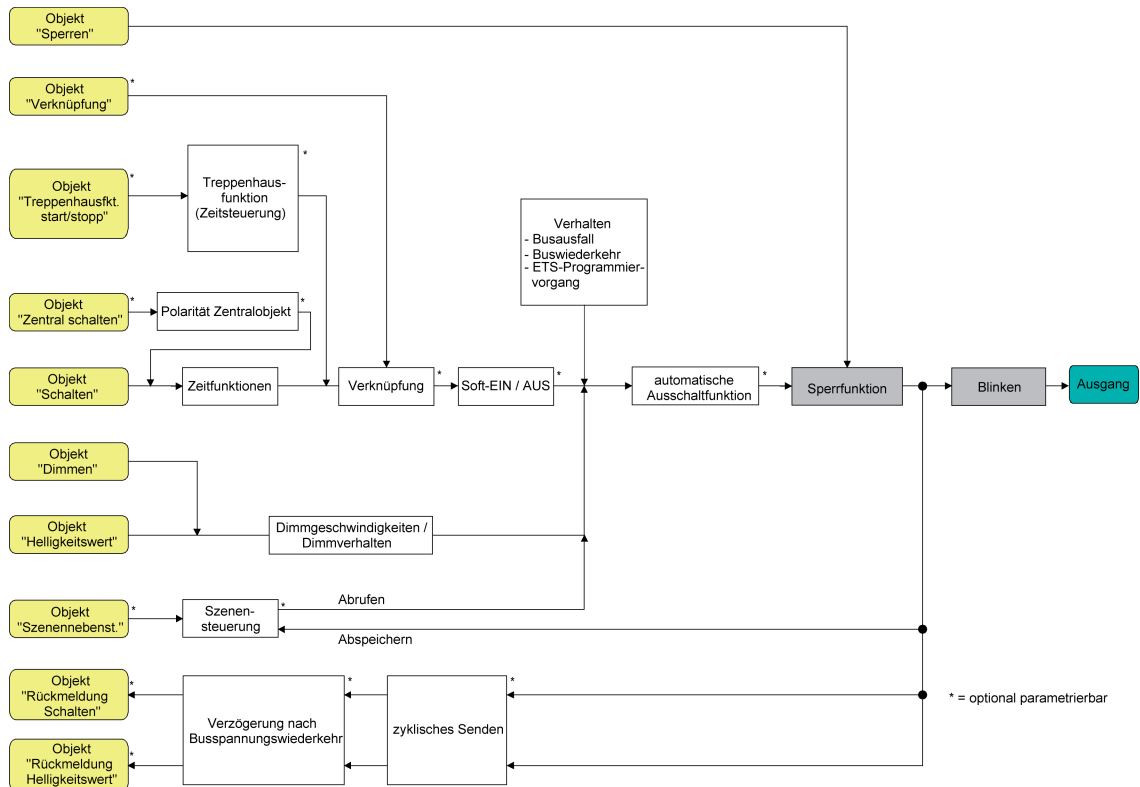 Objekt
"Sperren"
Objekt
"Verknüpfung"
*
Objekt
"Treppenhausfkt.
start/stopp"
*
Treppenhaus-
funktion
(Zeitsteuerung)
*
Verhalten
- Busausfall
- Buswiederkehr
- ETS-Programmier-
vorgang
Objekt
"Zentral schalten"
*
Polarität Zentralobjekt
*
Objekt
"Schalten"
Zeitfunktionen
Verknüpfung
*
Soft-EIN / AUS
*
automatische
Ausschaltfunktion
*
Sperrfunktion
Blinken
Ausgang
Objekt
"Dimmen"
Objekt
"Helligkeitswert"
Dimmgeschwindigkeiten /
Dimmverhalten
Objekt
"Szenennebenst."
*
Szenen-
steuerung
*
Abrufen
Abspeichern
Objekt
"Rückmeldung
Schalten"
*
Verzögerung nach
Busspannungswiederkehr
*
zyklisches Senden
*
* = optional parametrierbar
Objekt
"Rückmeldung
Helligkeitswert"
*